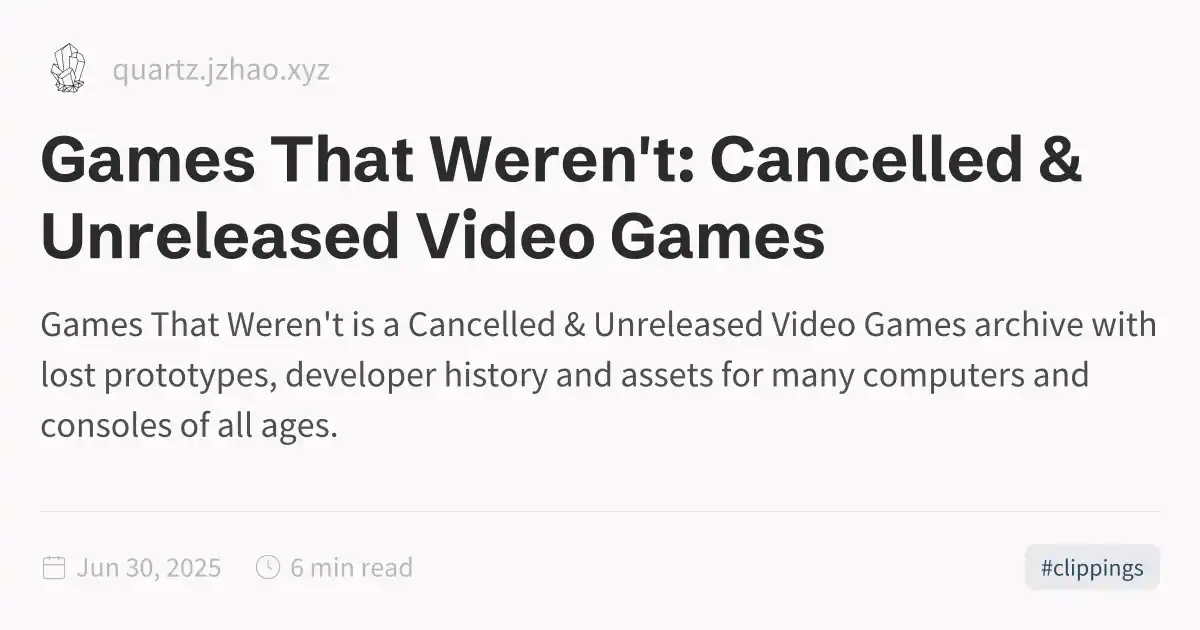 quartz.jzhao.xyz
Games That Weren't: Cancelled &
Unreleased Video Games
Games That Weren't is a Cancelled & Unreleased Video Games archive with
lost prototypes, developer history and assets for many computers and
consoles of all ages.
Jun 30, 2025 6 min read #clippings